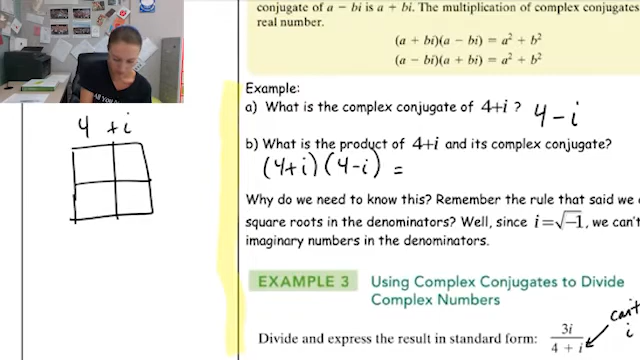 conjugate of a − bi is a + bi. The multiplication of complex conjugates
real number.
(a + bi)(a − bi) = a² + b²
(a − bi)(a + bi) = a² + b²
Example:
a) What is the complex conjugate of 4+i ? 4 − i
b) What is the product of 4+i and its complex conjugate?
(4+i)(4−i) =
4 + i
Why do we need to know this? Remember the rule that said we
square roots in the denominators? Well, since i = √−1, we can't
imaginary numbers in the denominators.
EXAMPLE 3 Using Complex Conjugates to Divide
Complex Numbers
can't
i
Divide and express the result in standard form: 3i / 4 + i